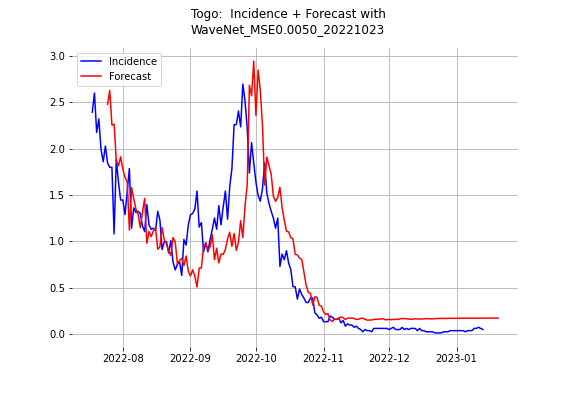 Togo:  Incidence + Forecast with
WaveNet_MSE0.0050_20221023
Incidence
Forecast
3.0
2.5
2.0
1.5
1.0
0.5
0.0
2022-08 2022-09 2022-10 2022-11 2022-12 2023-01